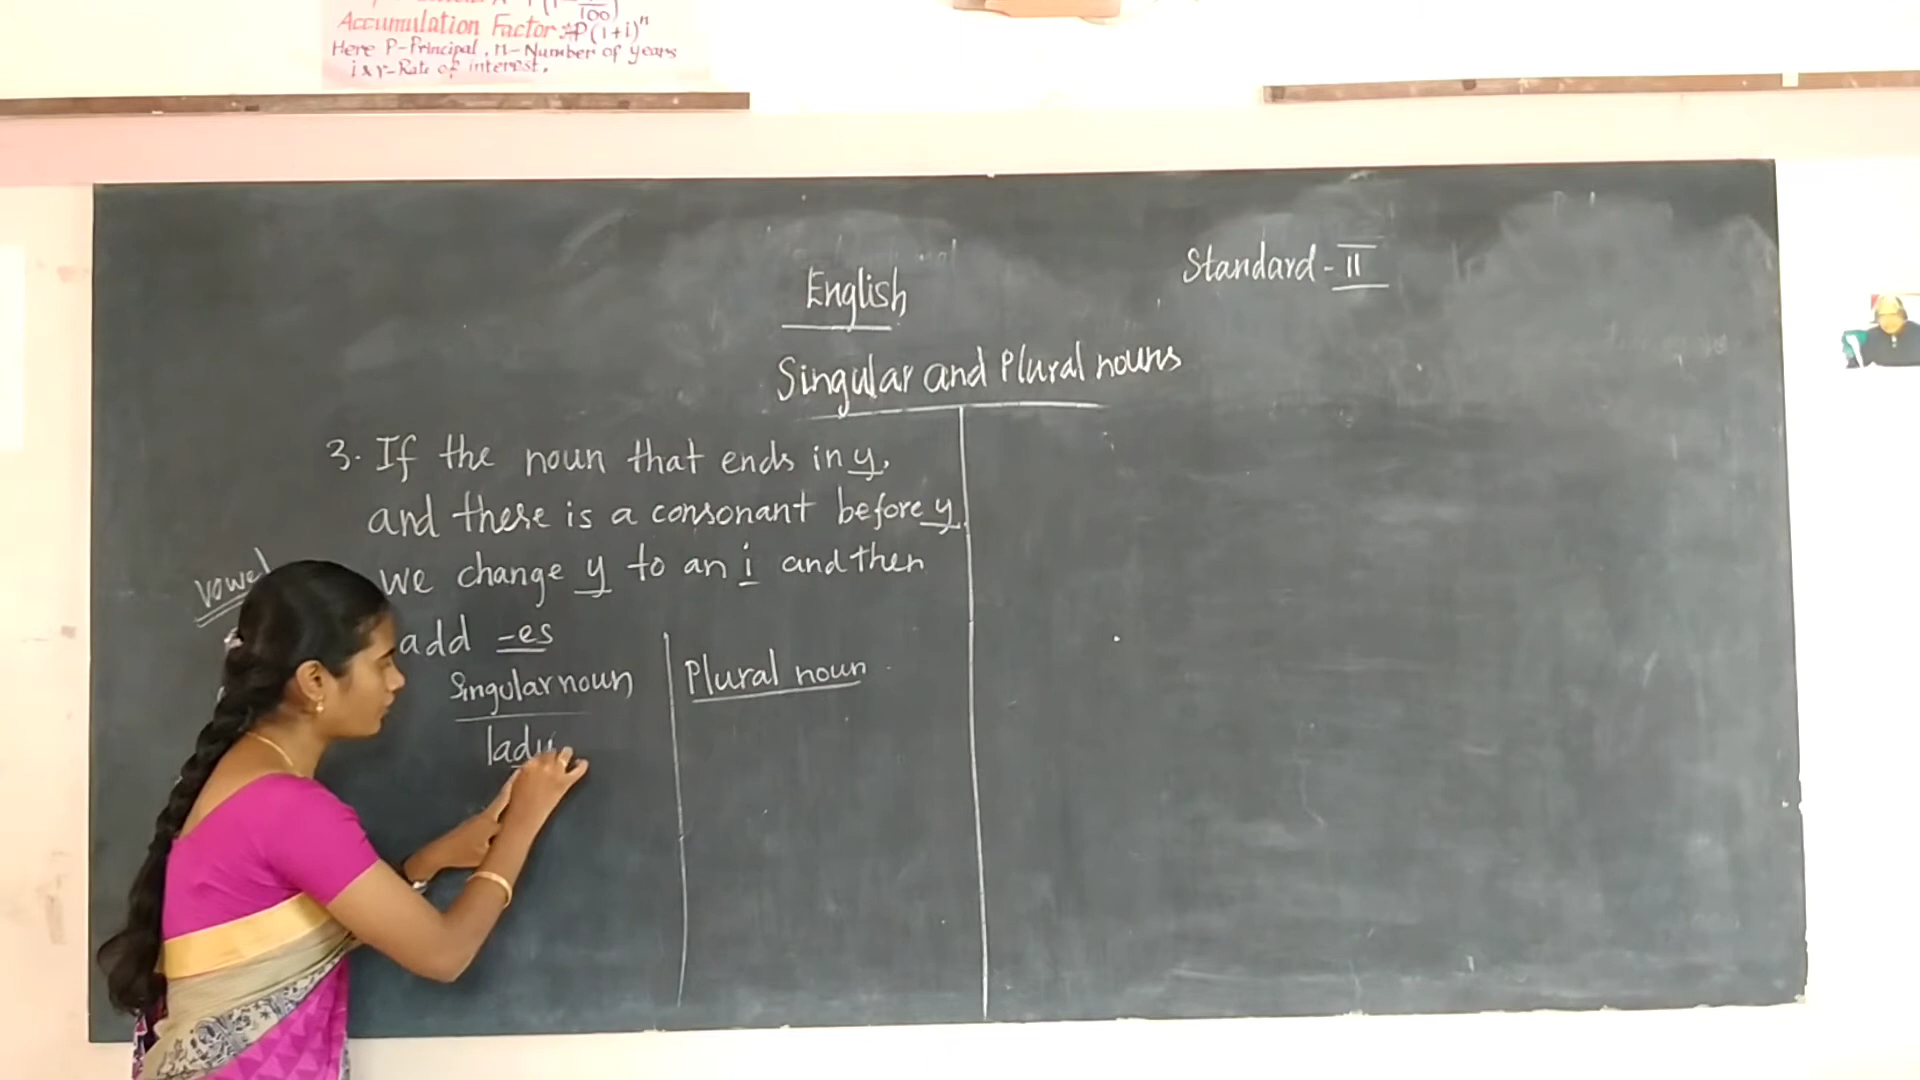 100)
Accumulation Factor :- P(1+i)ⁿ
Here P-Principal, n-Number of years
i & r-Rate of interest.
English
Standard - II
Singular and Plural nouns
3. If the noun that ends in y,
and there is a consonant before y
we change y to an i and then
add -es
vowel
Singular noun
Plural noun
lady